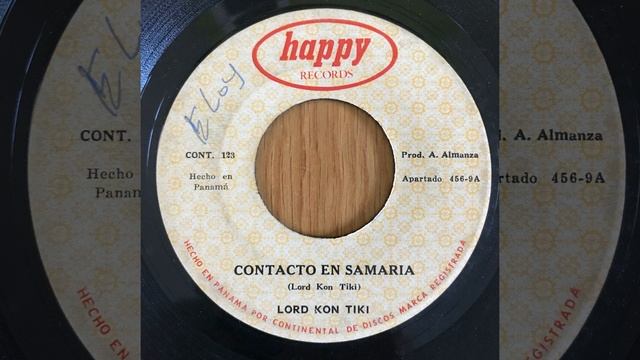 happy
RECORDS
Eloy
CONT. 123
Prod. A. Almanza
Hecho en
Panamá
Apartado 456-9A
CONTACTO EN SAMARIA
(Lord Kon Tiki)
LORD KON TIKI
HECHO EN PANAMA POR CONTINENTAL DE DISCOS MARCA REGISTRADA